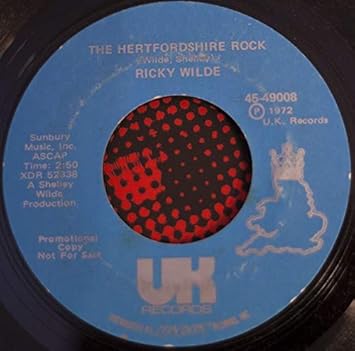 THE HERTFORDSHIRE ROCK
(Wilde, Shelley)
RICKY WILDE
45-49008
Ⓟ 1972
U.K. Records
Sunbury
Music, Inc.
ASCAP
Time: 2:50
XDR 52338
A Shelley
Wilde
Production.
Promotional
Copy
Not For Sale
UK
RECORDS